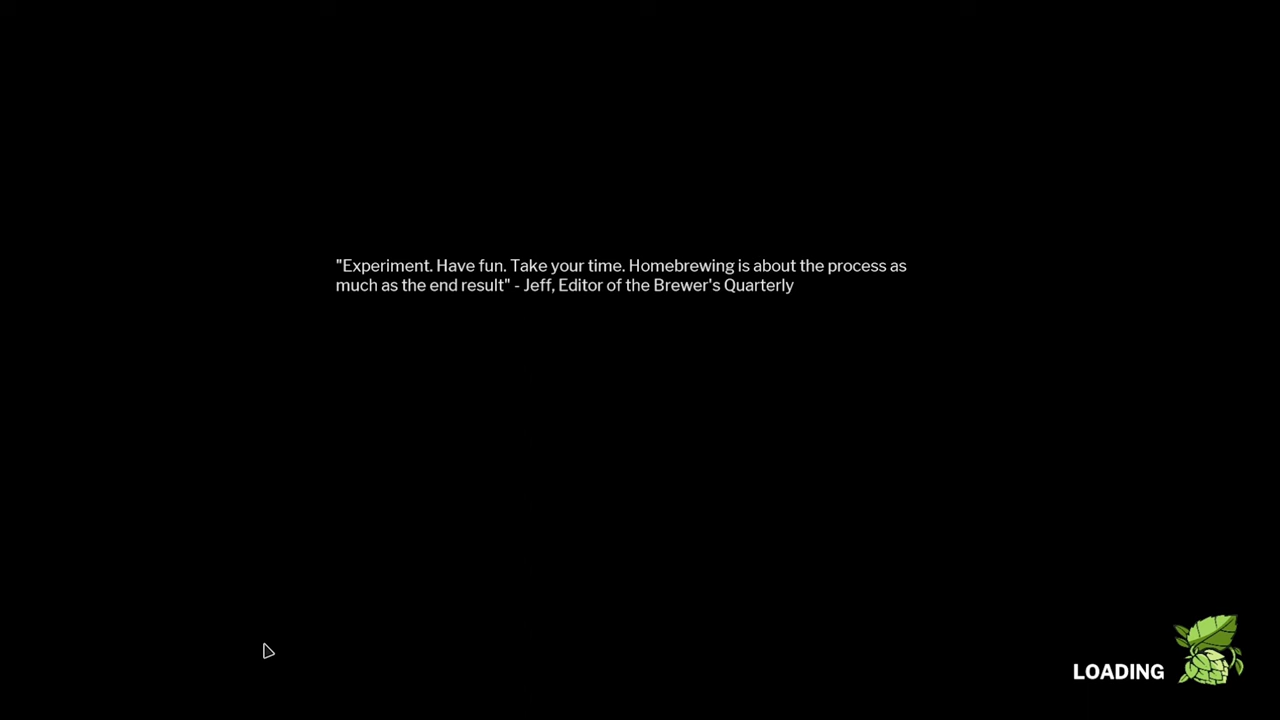 "Experiment. Have fun. Take your time. Homebrewing is about the process as
much as the end result" - Jeff, Editor of the Brewer's Quarterly
LOADING